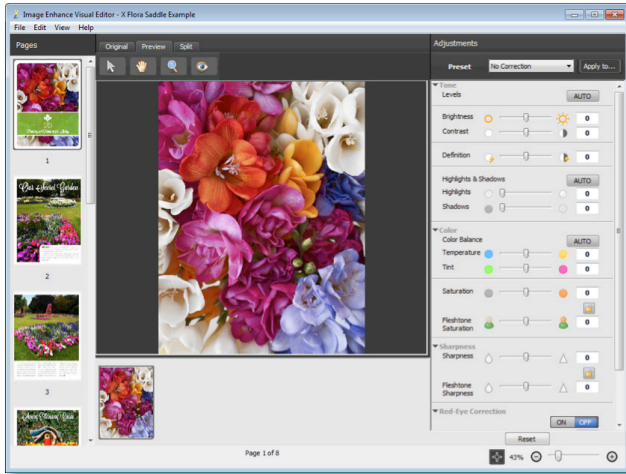 Image Enhance Visual Editor - X Flora Saddle Example
File Edit View Help
Pages
Original Preview Split
Adjustments
Preset No Correction Apply to...
Tone
Levels AUTO
Brightness 0
Contrast 0
Definition 0
Highlights & Shadows AUTO
Highlights 0
Shadows 0
Color
Color Balance AUTO
Temperature 0
Tint 0
Saturation 0
Fleshtone
Saturation 0
Sharpness
Sharpness 0
Fleshtone
Sharpness 0
Red-Eye Correction
ON OFF
Reset
1
Our Secret Garden
2
3
Page 1 of 8
43%